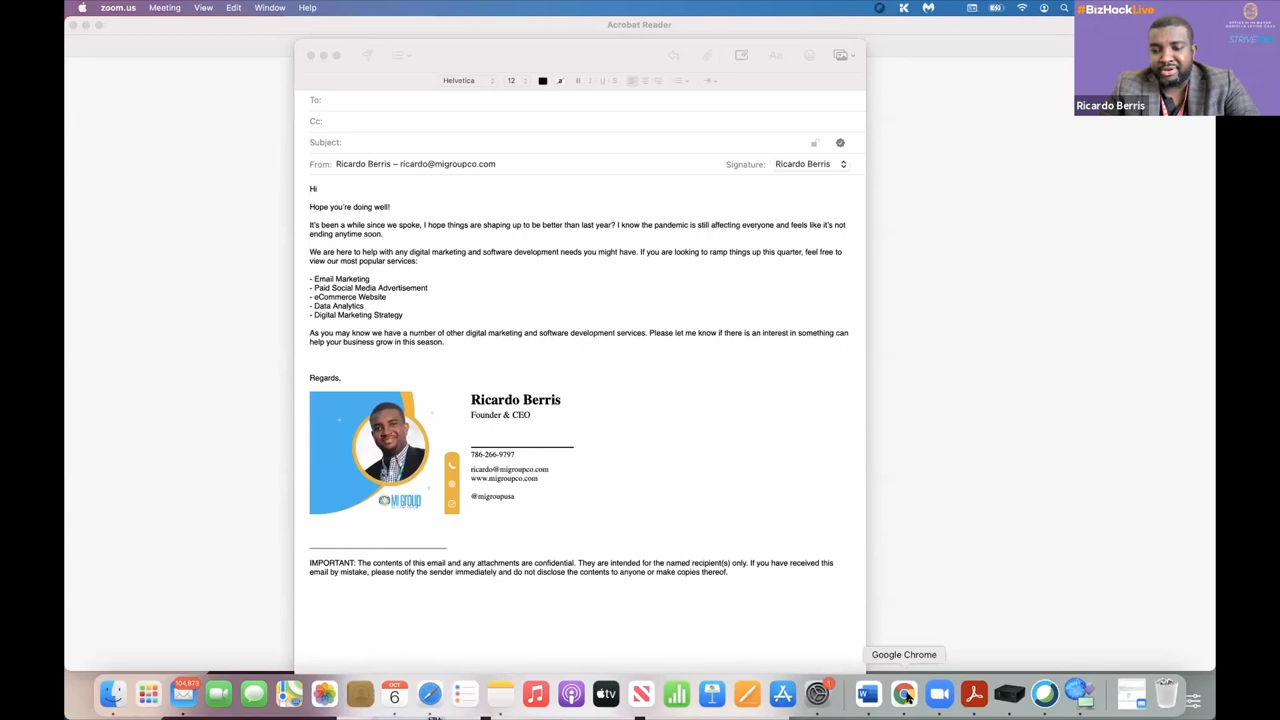 zoom.us Meeting View Edit Window Help
#BizHackLive
Acrobat Reader
Ricardo Berris
Helvetica 12 a B I U S
To:
Cc:
Subject:
From: Ricardo Berris – ricardo@migroupco.com Signature: Ricardo Berris
Hi
Hope you're doing well!
It's been a while since we spoke, I hope things are shaping up to be better than last year? I know the pandemic is still affecting everyone and feels like it's not
ending anytime soon.
We are here to help with any digital marketing and software development needs you might have. If you are looking to ramp things up this quarter, feel free to
view our most popular services:
- Email Marketing
- Paid Social Media Advertisement
- eCommerce Website
- Data Analytics
- Digital Marketing Strategy
As you may know we have a number of other digital marketing and software development services. Please let me know if there is an interest in something can
help your business grow in this season.
Regards,
Ricardo Berris
Founder & CEO
786-266-9797
ricardo@migroupco.com
www.migroupco.com
@migroupusa
MI GROUP
IMPORTANT: The contents of this email and any attachments are confidential. They are intended for the named recipient(s) only. If you have received this
email by mistake, please notify the sender immediately and do not disclose the contents to anyone or make copies thereof.
Google Chrome
104,873
OCT
6
tv
W